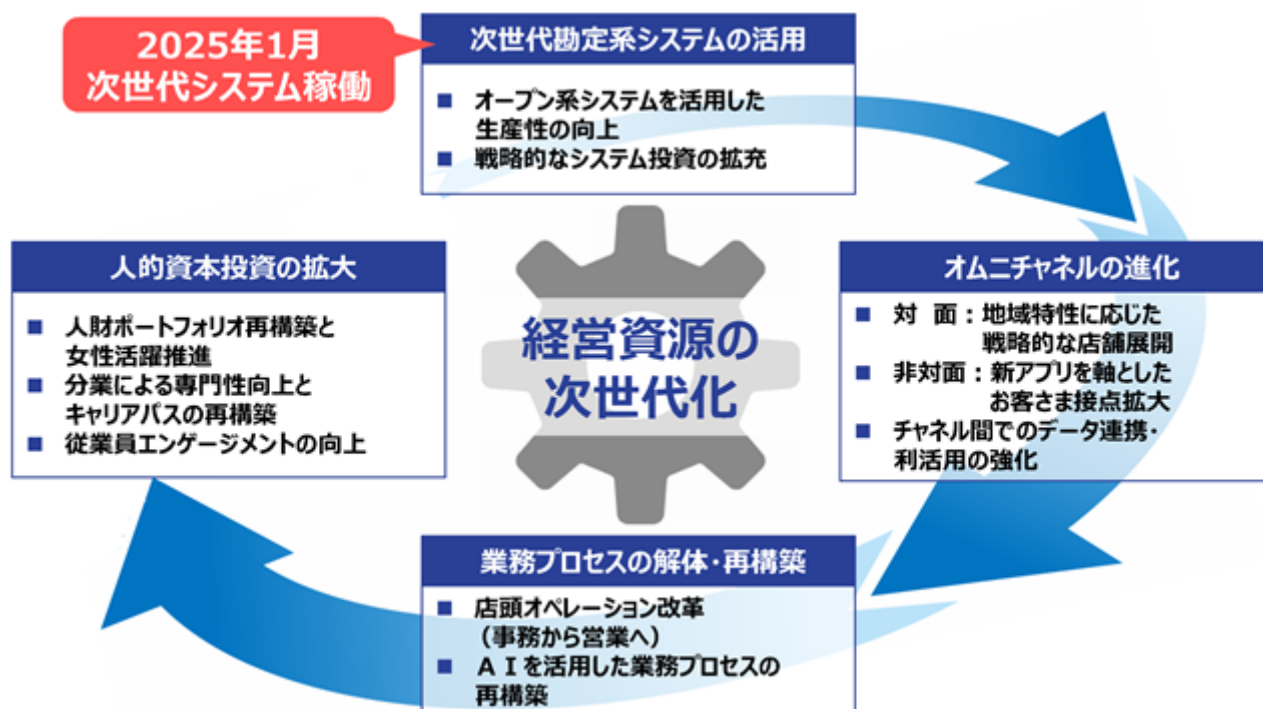 2025年1月
次世代システム稼働
次世代勘定系システムの活用
■ オープン系システムを活用した
生産性の向上
■ 戦略的なシステム投資の拡充
オムニチャネルの進化
■ 対　面：地域特性に応じた
戦略的な店舗展開
■ 非対面：新アプリを軸とした
お客さま接点拡大
■ チャネル間でのデータ連携・
利活用の強化
業務プロセスの解体・再構築
■ 店頭オペレーション改革
（事務から営業へ）
■ ＡＩを活用した業務プロセスの
再構築
人的資本投資の拡大
■ 人財ポートフォリオ再構築と
女性活躍推進
■ 分業による専門性向上と
キャリアパスの再構築
■ 従業員エンゲージメントの向上
経営資源の
次世代化